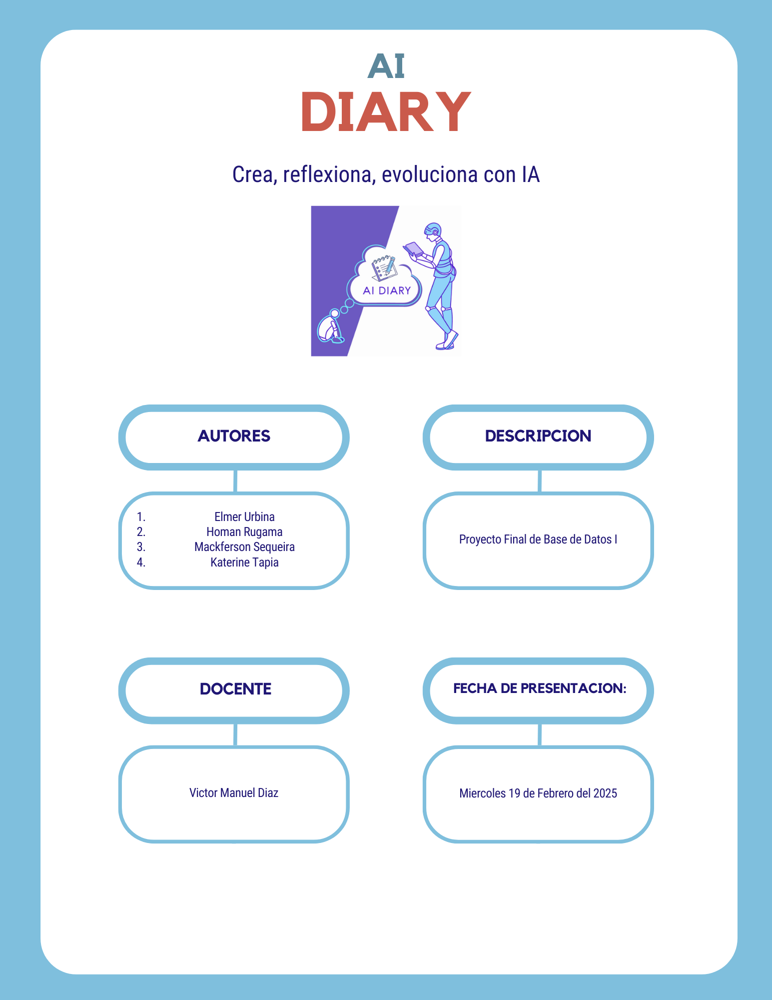 AI
DIARY
Crea, reflexiona, evoluciona con IA
AI DIARY
AUTORES
1. Elmer Urbina
2. Homan Rugama
3. Mackferson Sequeira
4. Katerine Tapia
DESCRIPCION
Proyecto Final de Base de Datos I
DOCENTE
Victor Manuel Diaz
FECHA DE PRESENTACION:
Miercoles 19 de Febrero del 2025